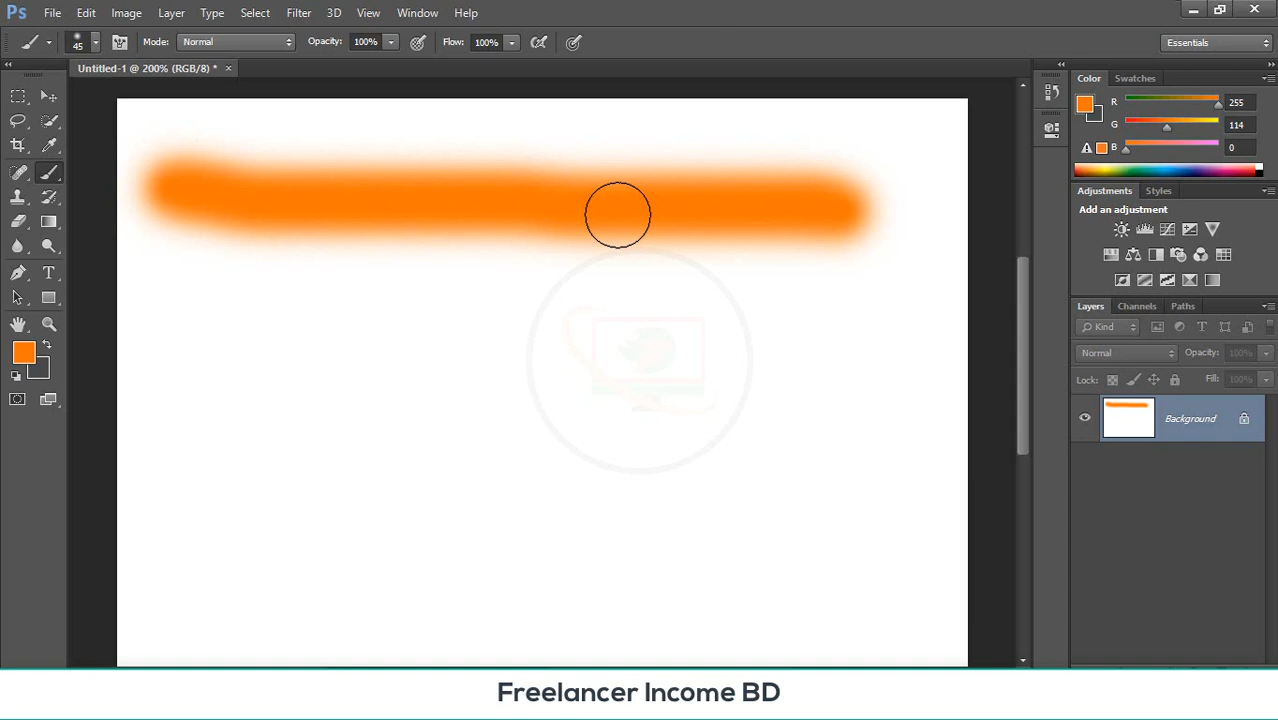 Ps File Edit Image Layer Type Select Filter 3D View Window Help
45 Mode: Normal Opacity: 100% Flow: 100% Essentials
Untitled-1 @ 200% (RGB/8) * ×
Color Swatches
R 255
G 114
B 0
Adjustments Styles
Add an adjustment
Layers Channels Paths
Kind
Normal Opacity: 100%
Lock: Fill: 100%
Background
Freelancer Income BD